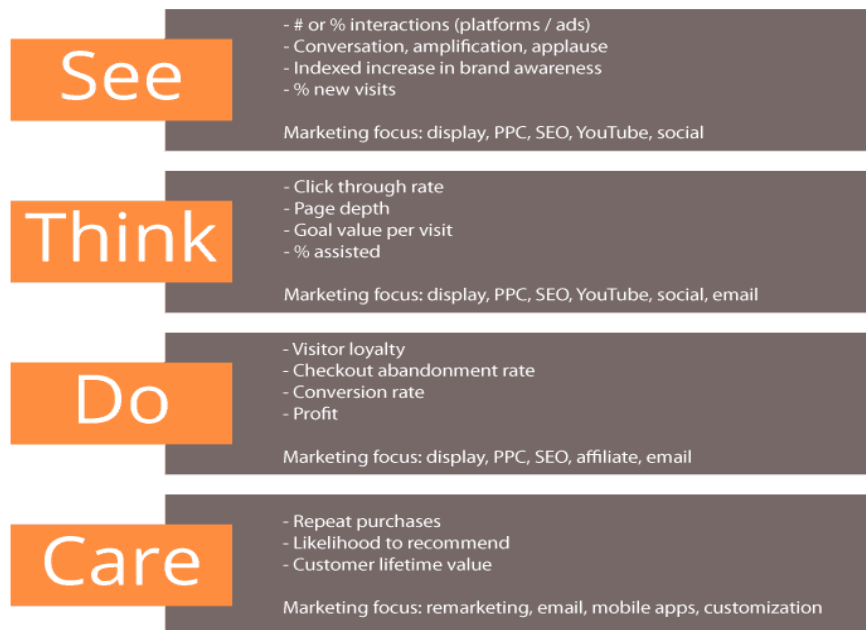 See
- # or % interactions (platforms / ads)
- Conversation, amplification, applause
- Indexed increase in brand awareness
- % new visits
Marketing focus: display, PPC, SEO, YouTube, social
Think
- Click through rate
- Page depth
- Goal value per visit
- % assisted
Marketing focus: display, PPC, SEO, YouTube, social, email
Do
- Visitor loyalty
- Checkout abandonment rate
- Conversion rate
- Profit
Marketing focus: display, PPC, SEO, affiliate, email
Care
- Repeat purchases
- Likelihood to recommend
- Customer lifetime value
Marketing focus: remarketing, email, mobile apps, customization